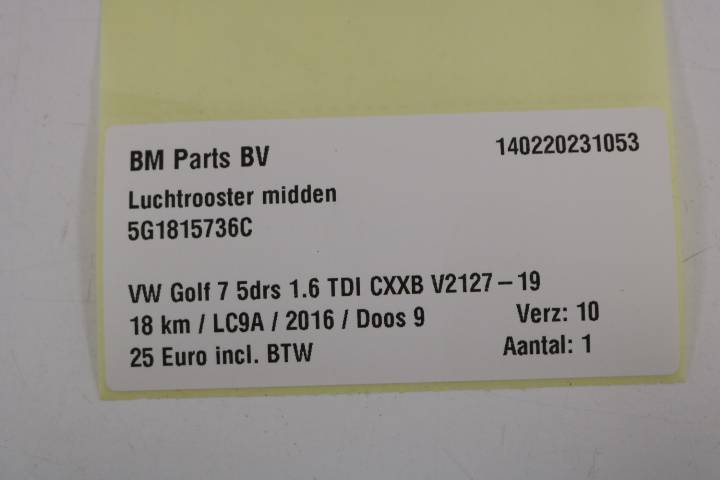 BM Parts BV 140220231053
Luchtrooster midden
5G1815736C
VW Golf 7 5drs 1.6 TDI CXXB V2127 – 19
18 km / LC9A / 2016 / Doos 9 Verz: 10
25 Euro incl. BTW Aantal: 1